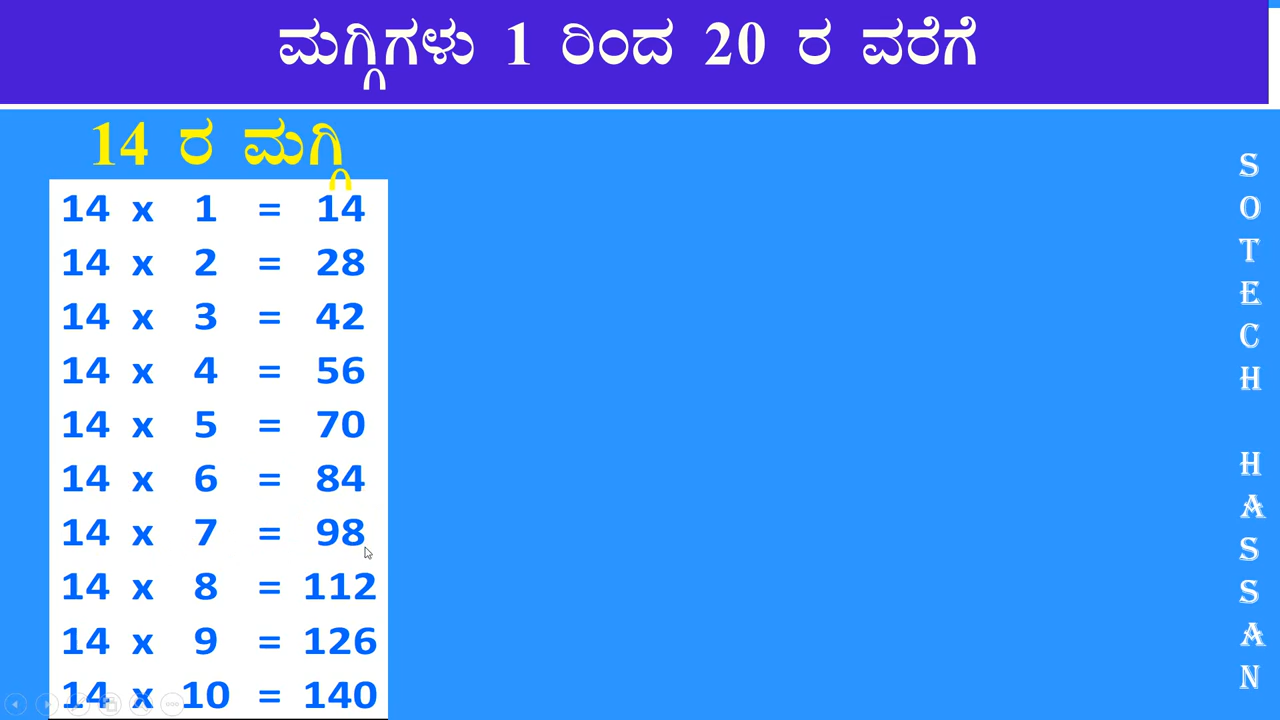 ಮಗ್ಗಿಗಳು 1 ರಿಂದ 20 ರ ವರೆಗೆ
14 ರ ಮಗ್ಗಿ
14 x 1 = 14
14 x 2 = 28
14 x 3 = 42
14 x 4 = 56
14 x 5 = 70
14 x 6 = 84
14 x 7 = 98
14 x 8 = 112
14 x 9 = 126
14 x 10 = 140
SOTECH HASSAN